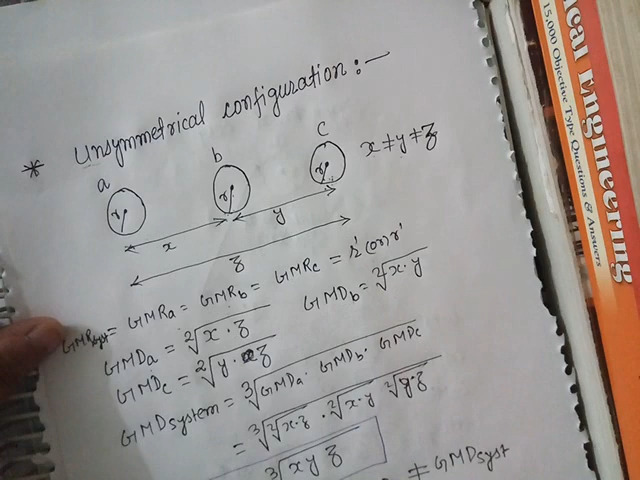 * Unsymmetrical configuration :-
a b c
r r r x ≠ y ≠ z
x y
z
GMRsyst = GMRa = GMRb = GMRc = r' (or) r'
GMDa = ²√x·z GMDb = ²√x·y
GMDc = ²√y·z
GMDsystem = ³√GMDa · GMDb · GMDc
= ³√²√x·z · ²√x·y ²√y·z
³√x y z
≠ GMDsyst
ical Engineering
15,000 Objective Type Questions & Answers